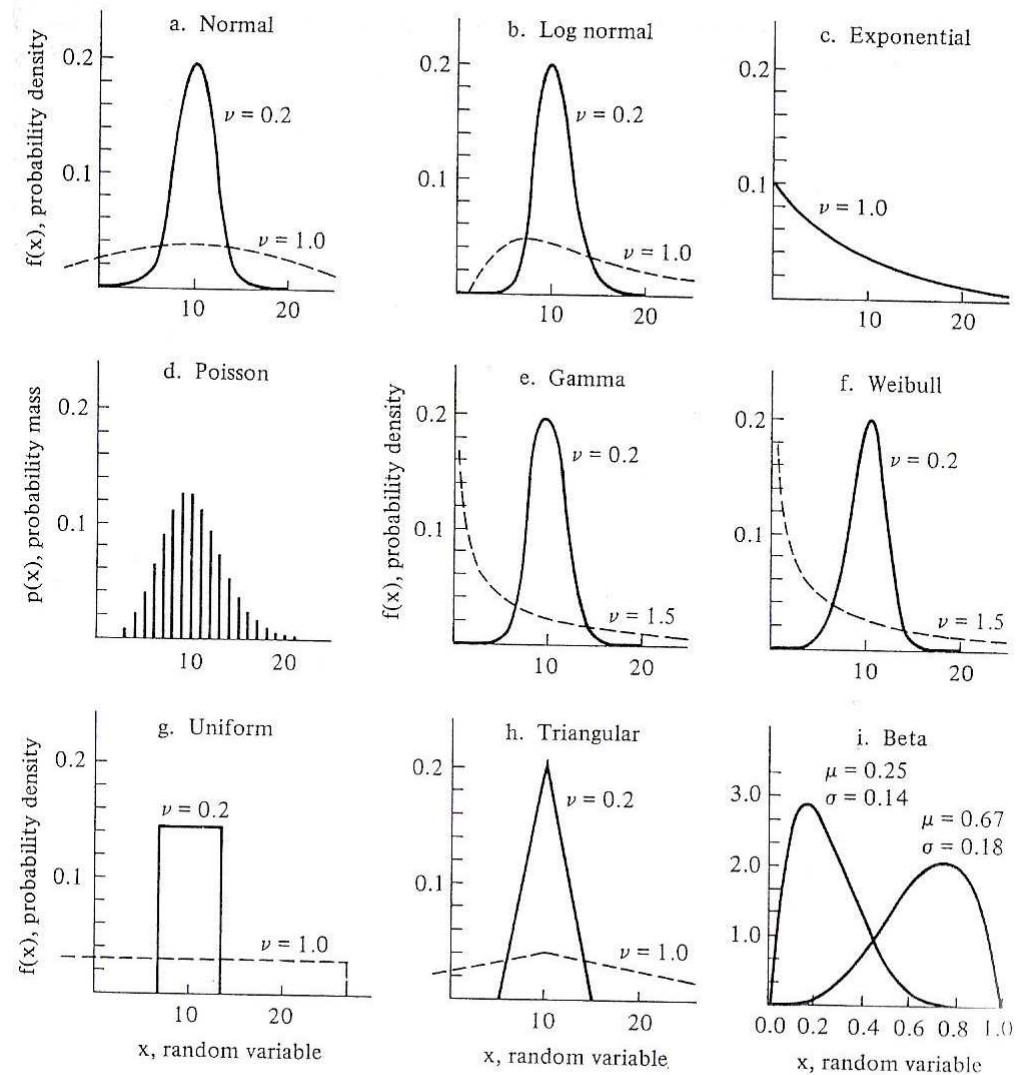 a. Normal
f(x), probability density
0.2
0.1
ν = 0.2
ν = 1.0
10
20
b. Log normal
0.2
0.1
ν = 0.2
ν = 1.0
10
20
c. Exponential
0.2
0.1
ν = 1.0
10
20
d. Poisson
p(x), probability mass
0.2
0.1
10
20
e. Gamma
f(x), probability density
0.2
0.1
ν = 0.2
ν = 1.5
10
20
f. Weibull
0.2
0.1
ν = 0.2
ν = 1.5
10
20
g. Uniform
f(x), probability density
0.2
0.1
ν = 0.2
ν = 1.0
10
20
x, random variable
h. Triangular
0.2
0.1
ν = 0.2
ν = 1.0
10
20
x, random variable
i. Beta
μ = 0.25
σ = 0.14
μ = 0.67
σ = 0.18
3.0
2.0
1.0
0.0 0.2 0.4 0.6 0.8 1.0
x, random variable